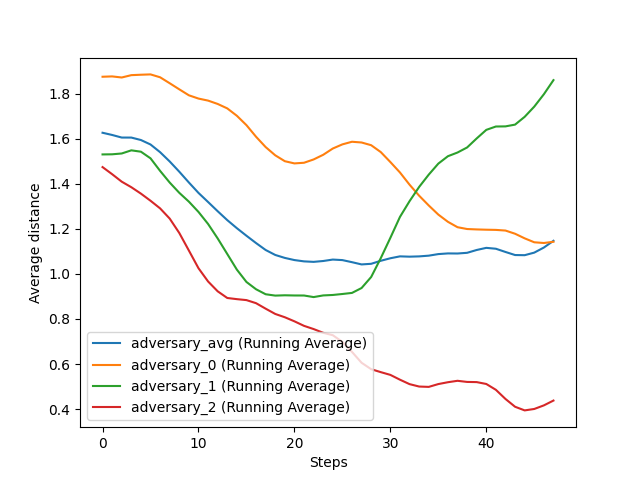 1.8
1.6
1.4
1.2
1.0
0.8
0.6
0.4
Average distance
adversary_avg (Running Average)
adversary_0 (Running Average)
adversary_1 (Running Average)
adversary_2 (Running Average)
0 10 20 30 40
Steps